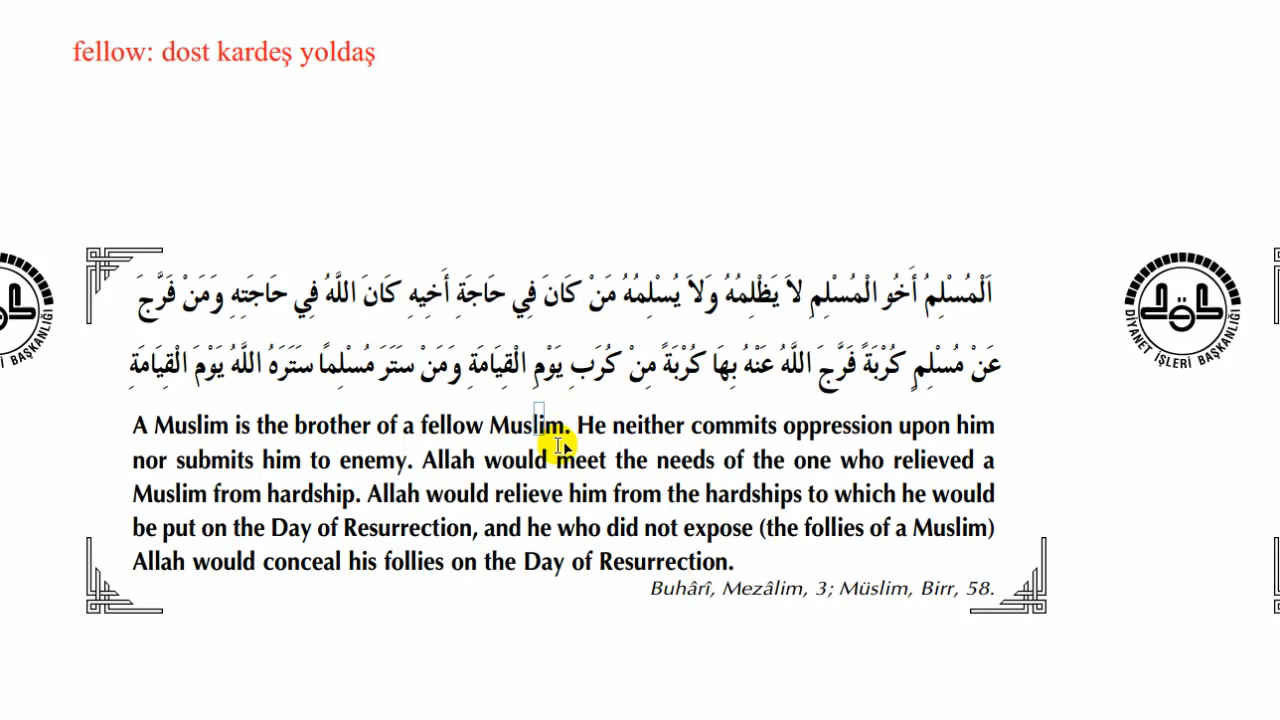 fellow: dost kardeş yoldaş
اَلْمُسْلِمُ أَخُو الْمُسْلِمِ لاَ يَظْلِمُهُ وَلاَ يُسْلِمُهُ مَنْ كَانَ فِي حَاجَةِ أَخِيهِ كَانَ اللَّهُ فِي حَاجَتِهِ وَمَنْ فَرَّجَ
عَنْ مُسْلِمٍ كُرْبَةً فَرَّجَ اللَّهُ عَنْهُ بِهَا كُرْبَةً مِنْ كُرَبِ يَوْمِ الْقِيَامَةِ وَمَنْ سَتَرَ مُسْلِمًا سَتَرَهُ اللَّهُ يَوْمَ الْقِيَامَةِ
A Muslim is the brother of a fellow Muslim. He neither commits oppression upon him
nor submits him to enemy. Allah would meet the needs of the one who relieved a
Muslim from hardship. Allah would relieve him from the hardships to which he would
be put on the Day of Resurrection, and he who did not expose (the follies of a Muslim)
Allah would conceal his follies on the Day of Resurrection.
Buhârî, Mezâlim, 3; Müslim, Birr, 58.
DİYANET İŞLERİ BAŞKANLIĞI